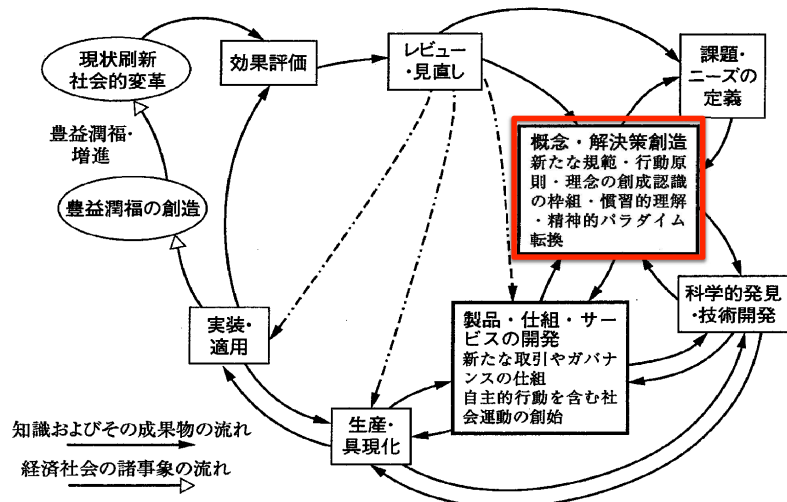 現状刷新
社会的変革
効果評価
レビュー
・見直し
課題・
ニーズの
定義
豊益潤福・
増進
概念・解決策創造
新たな規範・行動原
則・理念の創成認識
の枠組・慣習的理解
・精神的パラダイム
転換
豊益潤福の創造
科学的発見
・技術開発
実装・
適用
製品・仕組・サー
ビスの開発
新たな取引やガバナ
ンスの仕組
自主的行動を含む社
会運動の創始
生産・
具現化
知識およびその成果物の流れ
経済社会の諸事象の流れ